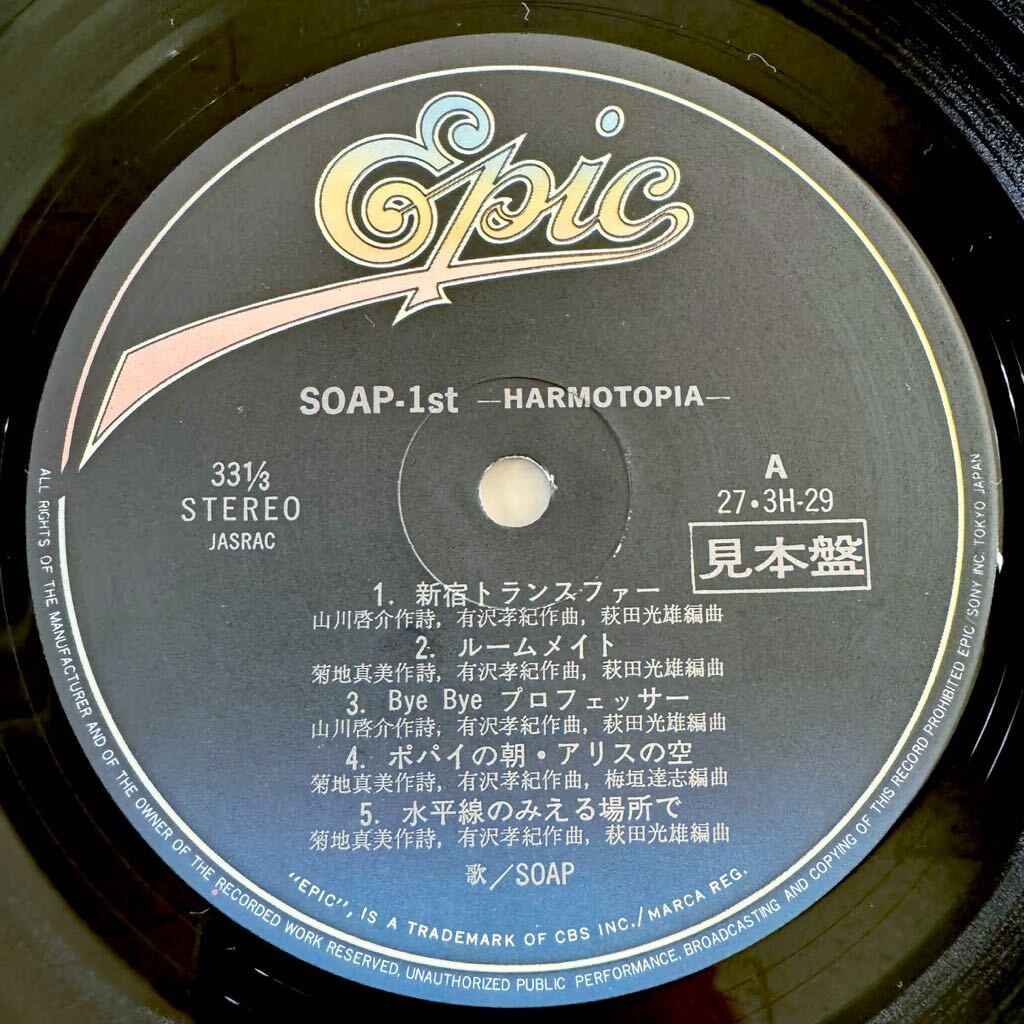 Epic
SOAP-1st —HARMOTOPIA—
33⅓
STEREO
JASRAC
A
27・3H-29
見本盤
1. 新宿トランスファー
山川啓介作詩, 有沢孝紀作曲, 萩田光雄編曲
2. ルームメイト
菊地真美作詩, 有沢孝紀作曲, 萩田光雄編曲
3. Bye Bye プロフェッサー
山川啓介作詩, 有沢孝紀作曲, 萩田光雄編曲
4. ポパイの朝・アリスの空
菊地真美作詩, 有沢孝紀作曲, 梅垣達志編曲
5. 水平線のみえる場所で
菊地真美作詩, 有沢孝紀作曲, 萩田光雄編曲
歌／SOAP
"EPIC", IS A TRADEMARK OF CBS INC./MARCA REG.
ALL RIGHTS OF THE MANUFACTURER AND OF THE OWNER OF THE RECORDED WORK RESERVED. UNAUTHORIZED PUBLIC PERFORMANCE, BROADCASTING AND COPYING OF THIS RECORD PROHIBITED EPIC/SONY INC. TOKYO JAPAN